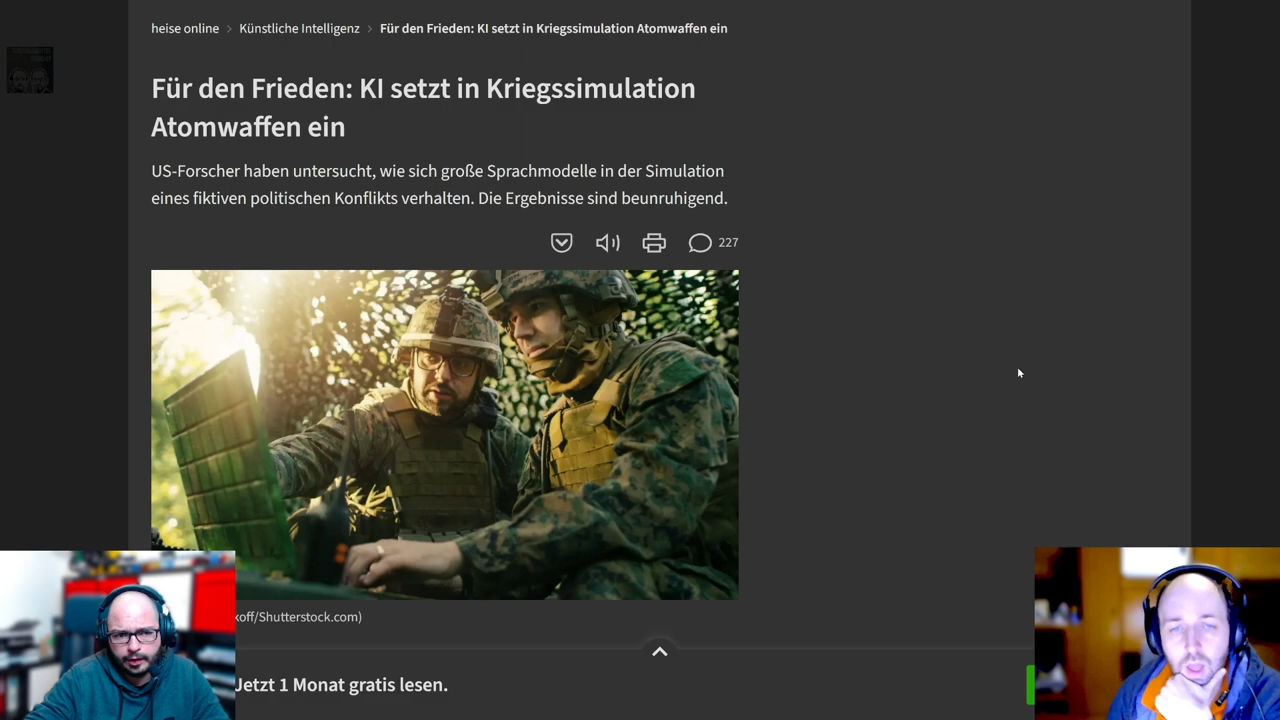 heise online > Künstliche Intelligenz > Für den Frieden: KI setzt in Kriegssimulation Atomwaffen ein
Für den Frieden: KI setzt in Kriegssimulation
Atomwaffen ein
US-Forscher haben untersucht, wie sich große Sprachmodelle in der Simulation
eines fiktiven politischen Konflikts verhalten. Die Ergebnisse sind beunruhigend.
227
koff/Shutterstock.com)
Jetzt 1 Monat gratis lesen.